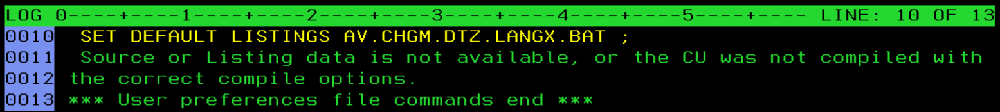 LOG 0----+----1----+----2----+----3----+----4----+----5----+---- LINE: 10 OF 13
0010  SET DEFAULT LISTINGS AV.CHGM.DTZ.LANGX.BAT ;
0011  Source or Listing data is not available, or the CU was not compiled with
0012 the correct compile options.
0013 *** User preferences file commands end ***